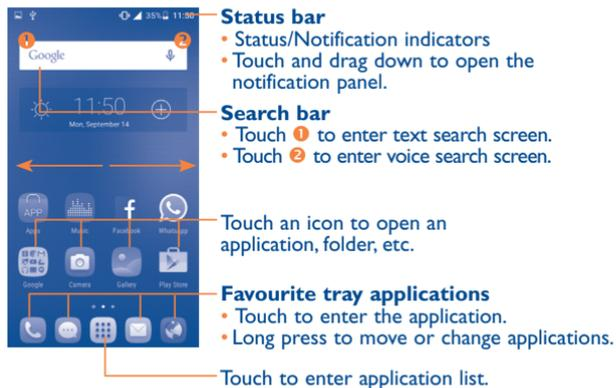 35% 11:50
Status bar
• Status/Notification indicators
• Touch and drag down to open the
notification panel.
1 2
Google
11:50
Mon, September 14
Search bar
• Touch 1 to enter text search screen.
• Touch 2 to enter voice search screen.
APP
Apps Music Facebook WhatsApp
Touch an icon to open an
application, folder, etc.
Google Camera Gallery Play Store
Favourite tray applications
• Touch to enter the application.
• Long press to move or change applications.
Touch to enter application list.